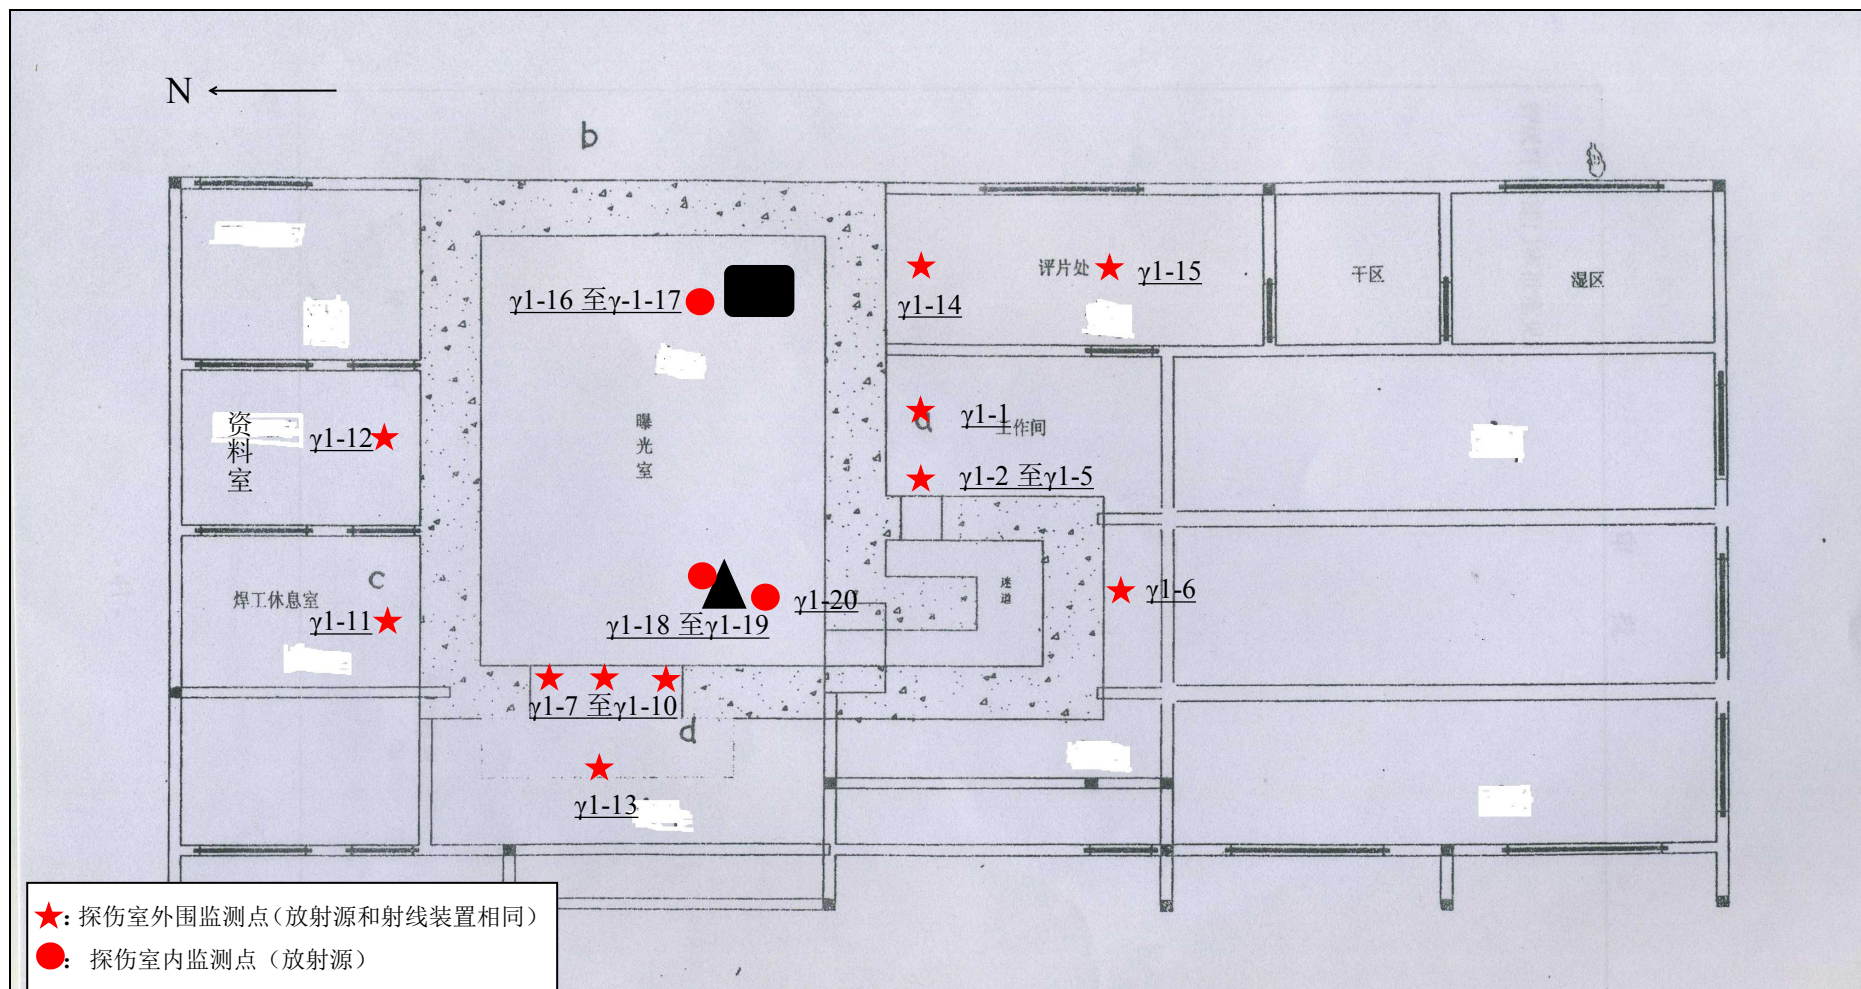 N
b
评片处
γ1-15
干区
湿区
γ1-16 至γ-1-17
γ1-14
曝光室
资料室
γ1-12
γ1-1
a
工作间
γ1-2 至γ1-5
c
焊工休息室
γ1-11
迷道
γ1-6
γ1-20
γ1-18 至γ1-19
γ1-7 至γ1-10
d
γ1-13
★：探伤室外围监测点（放射源和射线装置相同）
●： 探伤室内监测点（放射源）